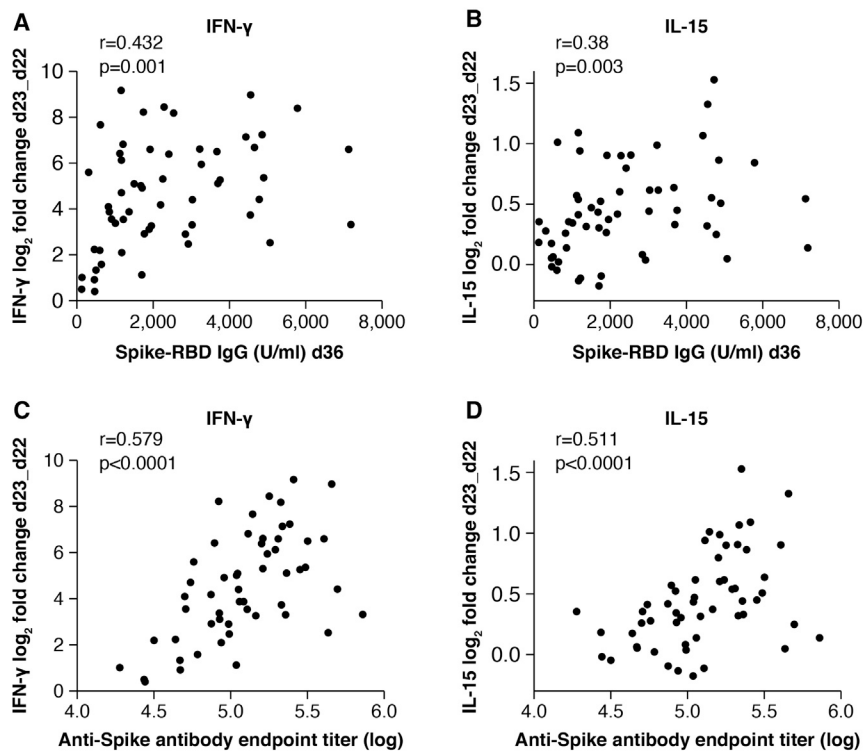 A
IFN-γ
r=0.432
p=0.001
10
8
6
4
2
0
IFN-γ log2 fold change d23_d22
0 2,000 4,000 6,000 8,000
Spike-RBD IgG (U/ml) d36
B
IL-15
r=0.38
p=0.003
1.5
1.0
0.5
0.0
IL-15 log2 fold change d23_d22
0 2,000 4,000 6,000 8,000
Spike-RBD IgG (U/ml) d36
C
IFN-γ
r=0.579
p<0.0001
10
8
6
4
2
0
IFN-γ log2 fold change d23_d22
4.0 4.5 5.0 5.5 6.0
Anti-Spike antibody endpoint titer (log)
D
IL-15
r=0.511
p<0.0001
1.5
1.0
0.5
0.0
IL-15 log2 fold change d23_d22
4.0 4.5 5.0 5.5 6.0
Anti-Spike antibody endpoint titer (log)